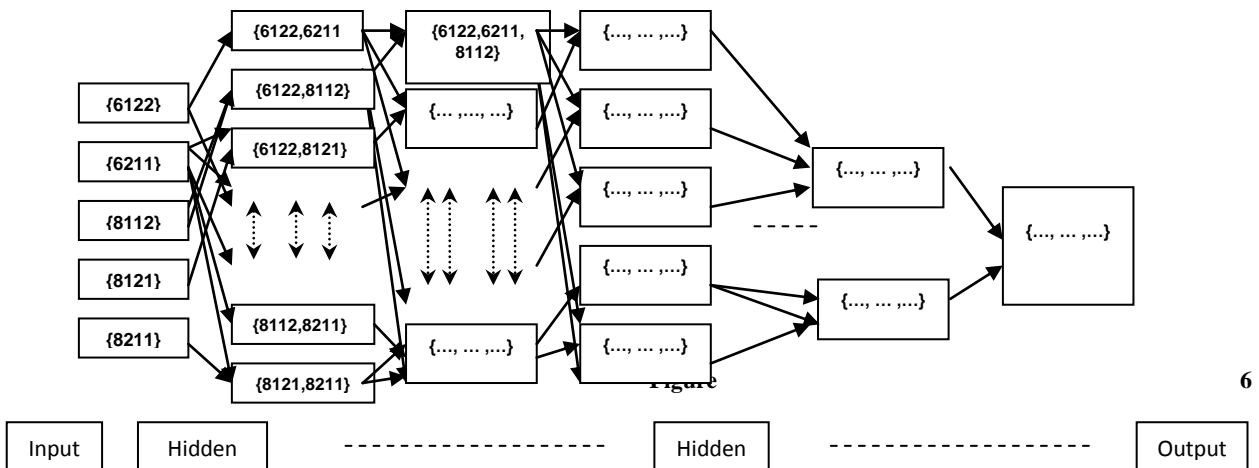 {6122}
{6211}
{8112}
{8121}
{8211}
{6122,6211
{6122,8112}
{6122,8121}
{8112,8211}
{8121,8211}
{6122,6211,
8112}
{… ,…, …}
{…, … ,…}
{…, … ,…}
{…, … ,…}
{…, … ,…}
{…, … ,…}
{…, … ,…}
{…, … ,…}
{…, … ,…}
{…, … ,…}
Figure 6
Input Hidden Hidden Output